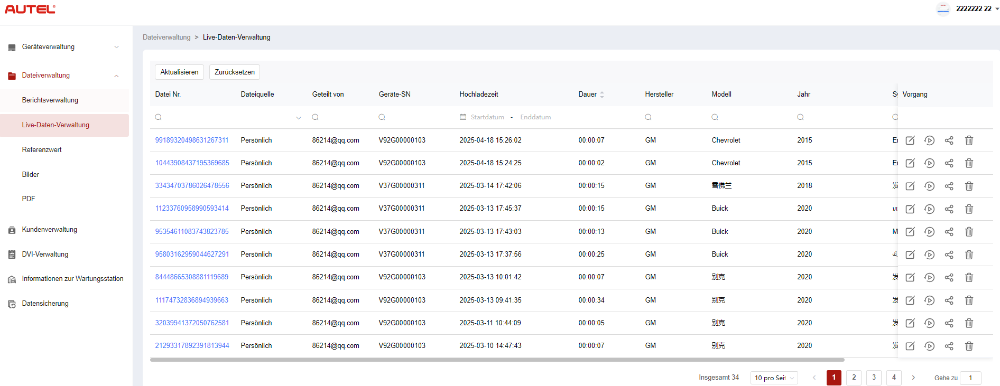 AUTEL
2222222 22
Geräteverwaltung
Dateiverwaltung
Berichtsverwaltung
Live-Daten-Verwaltung
Referenzwert
Bilder
PDF
Kundenverwaltung
DVI-Verwaltung
Informationen zur Wartungsstation
Datensicherung
Dateiverwaltung > Live-Daten-Verwaltung
Aktualisieren Zurücksetzen
Datei Nr. Dateiquelle Geteilt von Geräte-SN Hochladezeit Dauer Hersteller Modell Jahr Vorgang
Startdatum - Enddatum
99189320498631267311 Persönlich 86214@qq.com V92G00000103 2025-04-18 15:26:02 00:00:07 GM Chevrolet 2015
10443908437195369685 Persönlich 86214@qq.com V92G00000103 2025-04-18 15:24:25 00:00:02 GM Chevrolet 2015
33434703786026478556 Persönlich 86214@qq.com V37G00000311 2025-03-14 17:42:06 00:00:15 GM 雪佛兰 2018 发
11233760958990593414 Persönlich 86214@qq.com V37G00000311 2025-03-13 17:45:37 00:00:15 GM Buick 2020
95354611083743823785 Persönlich 86214@qq.com V37G00000311 2025-03-13 17:43:03 00:00:13 GM Buick 2020 M
95803162959044627291 Persönlich 86214@qq.com V37G00000311 2025-03-13 17:37:56 00:00:25 GM Buick 2020
84448665308881119689 Persönlich 86214@qq.com V92G00000103 2025-03-13 10:01:42 00:00:07 GM 别克 2020 发
11174732836894939663 Persönlich 86214@qq.com V92G00000103 2025-03-13 09:41:35 00:00:34 GM 别克 2020 发
32039941372050762581 Persönlich 86214@qq.com V92G00000103 2025-03-11 10:44:09 00:00:05 GM 别克 2020 发
21293317892391813944 Persönlich 86214@qq.com V92G00000103 2025-03-10 14:47:43 00:00:07 GM 别克 2020 发
Insgesamt 34 10 pro Seit 1 2 3 4 Gehe zu 1